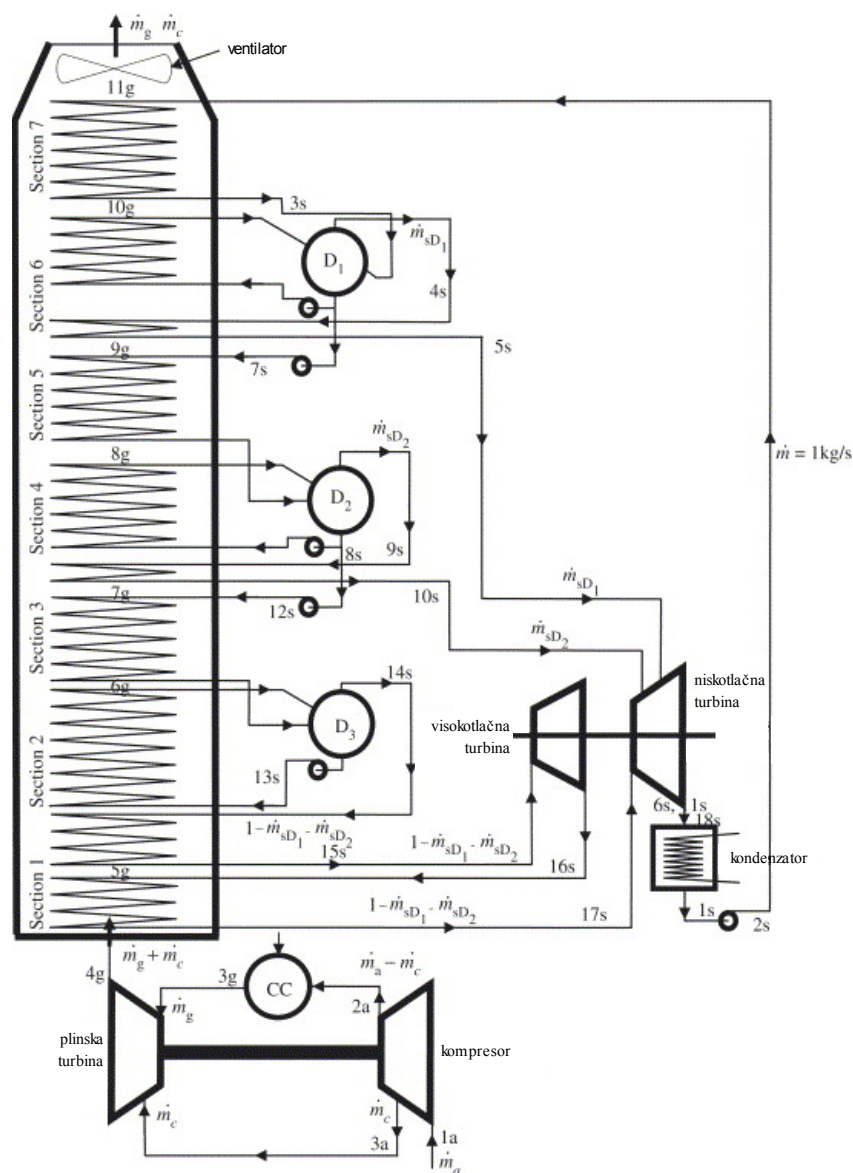 ṁg ṁc
ventilator
11g
Section 7
10g
3s
ṁsD1
D1
Section 6
4s
9g
7s
5s
Section 5
ṁsD2
8g
D2
ṁ = 1kg/s
Section 4
8s
9s
ṁsD1
7g
12s
10s
ṁsD2
Section 3
14s
niskotlačna
turbina
6g
visokotlačna
turbina
D3
Section 2
13s
6s, 1s
1−ṁsD1−ṁsD2
18s
15s
1−ṁsD1−ṁsD2
kondenzator
5g
16s
Section 1
1−ṁsD1−ṁsD2
17s
1s
2s
ṁg + ṁc
4g
3g
CC
ṁa − ṁc
2a
ṁg
plinska
turbina
kompresor
ṁc
ṁc
3a
1a
ṁa